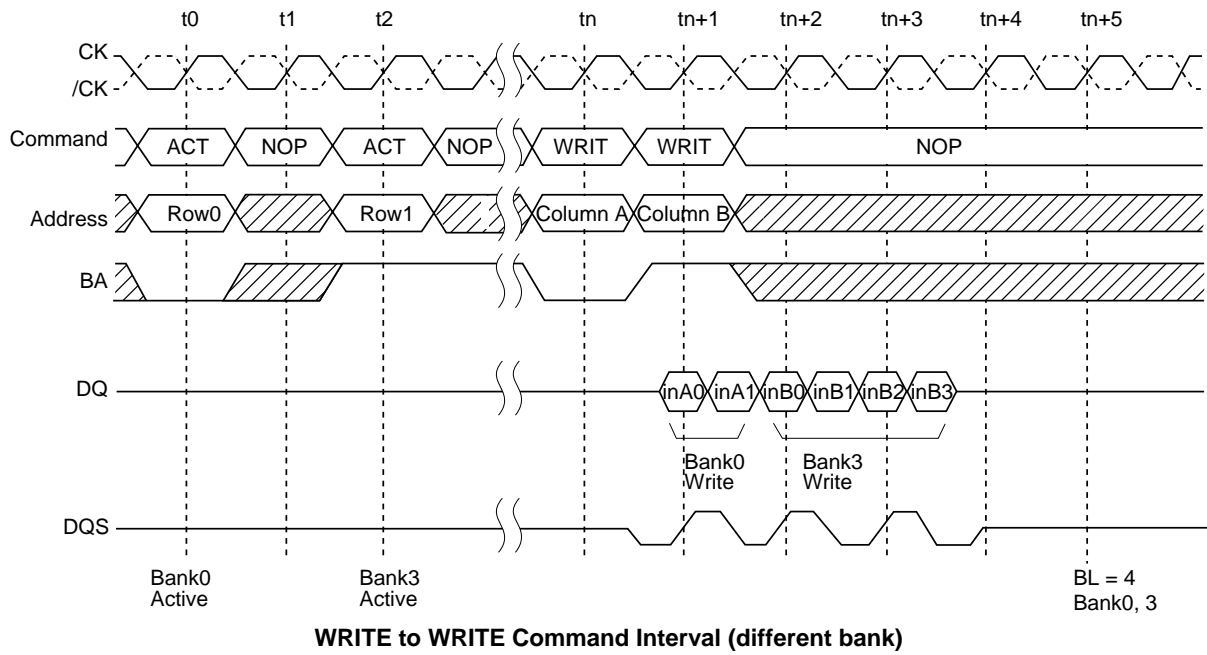 t0 t1 t2 tn tn+1 tn+2 tn+3 tn+4 tn+5
CK
/CK
Command ACT NOP ACT NOP WRIT WRIT NOP
Address Row0 Row1 Column A Column B
BA
DQ inA0 inA1 inB0 inB1 inB2 inB3
Bank0 Bank3
Write Write
DQS
Bank0 Bank3 BL = 4
Active Active Bank0, 3
WRITE to WRITE Command Interval (different bank)